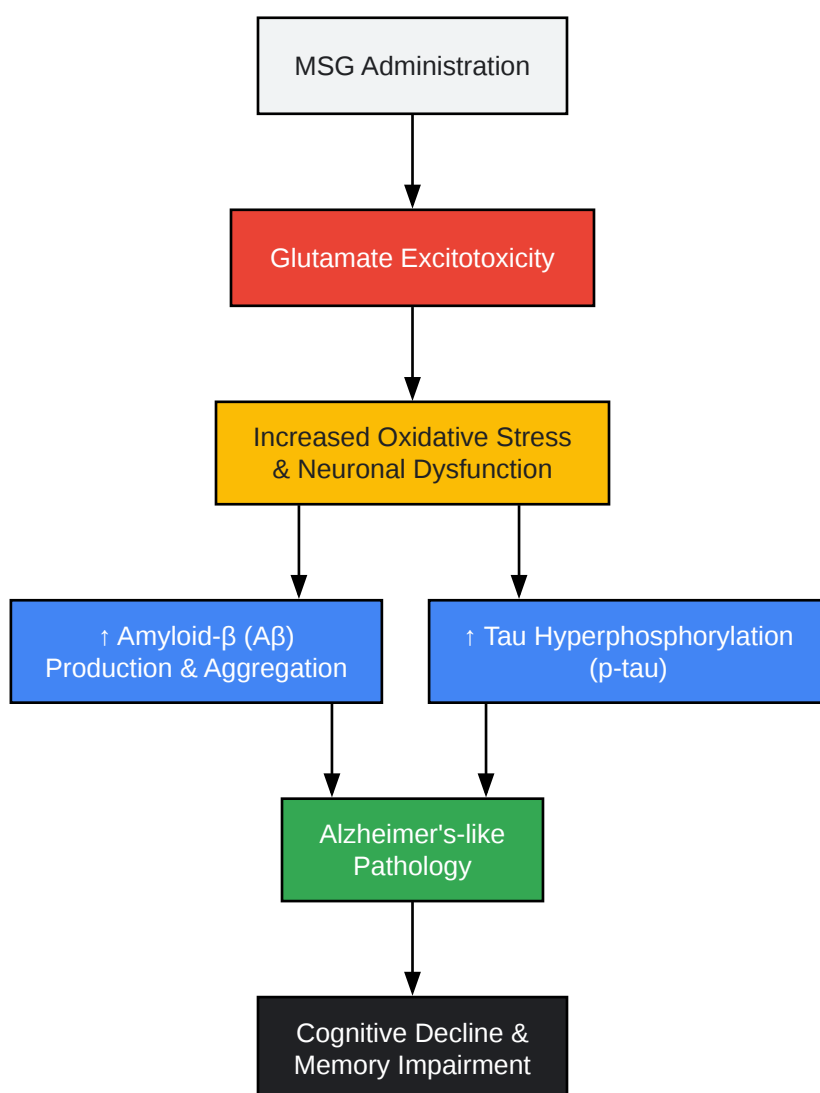 MSG Administration
Glutamate Excitotoxicity
Increased Oxidative Stress
& Neuronal Dysfunction
↑ Amyloid-β (Aβ)
Production & Aggregation
↑ Tau Hyperphosphorylation
(p-tau)
Alzheimer's-like
Pathology
Cognitive Decline &
Memory Impairment